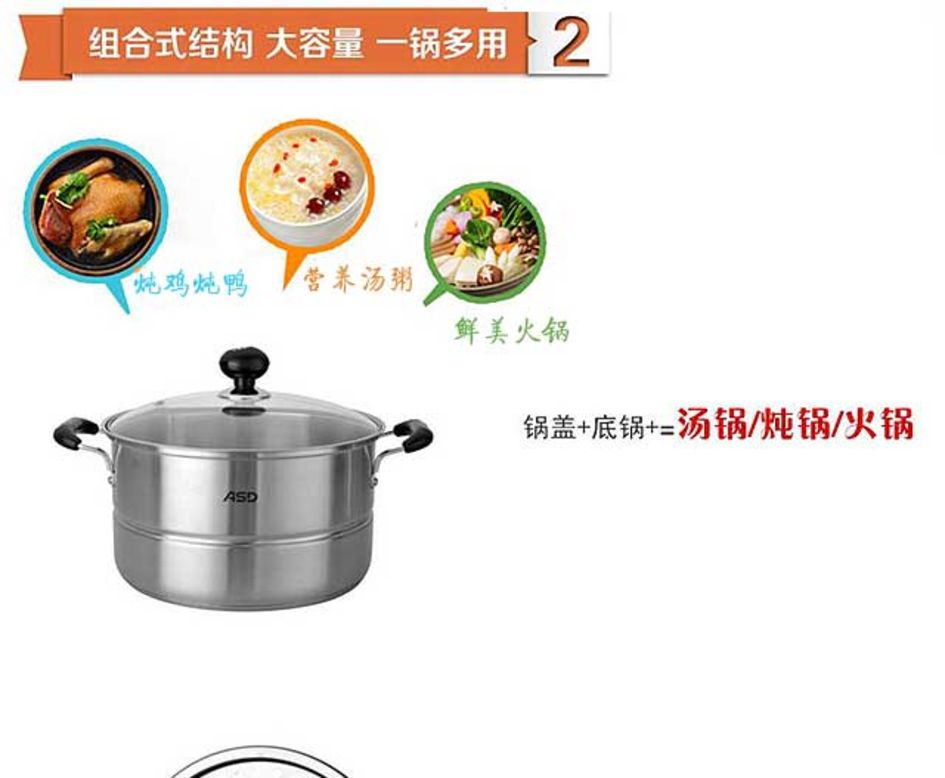 组合式结构 大容量 一锅多用 2
炖鸡炖鸭
营养汤粥
鲜美火锅
ASD
锅盖+底锅+=汤锅/炖锅/火锅